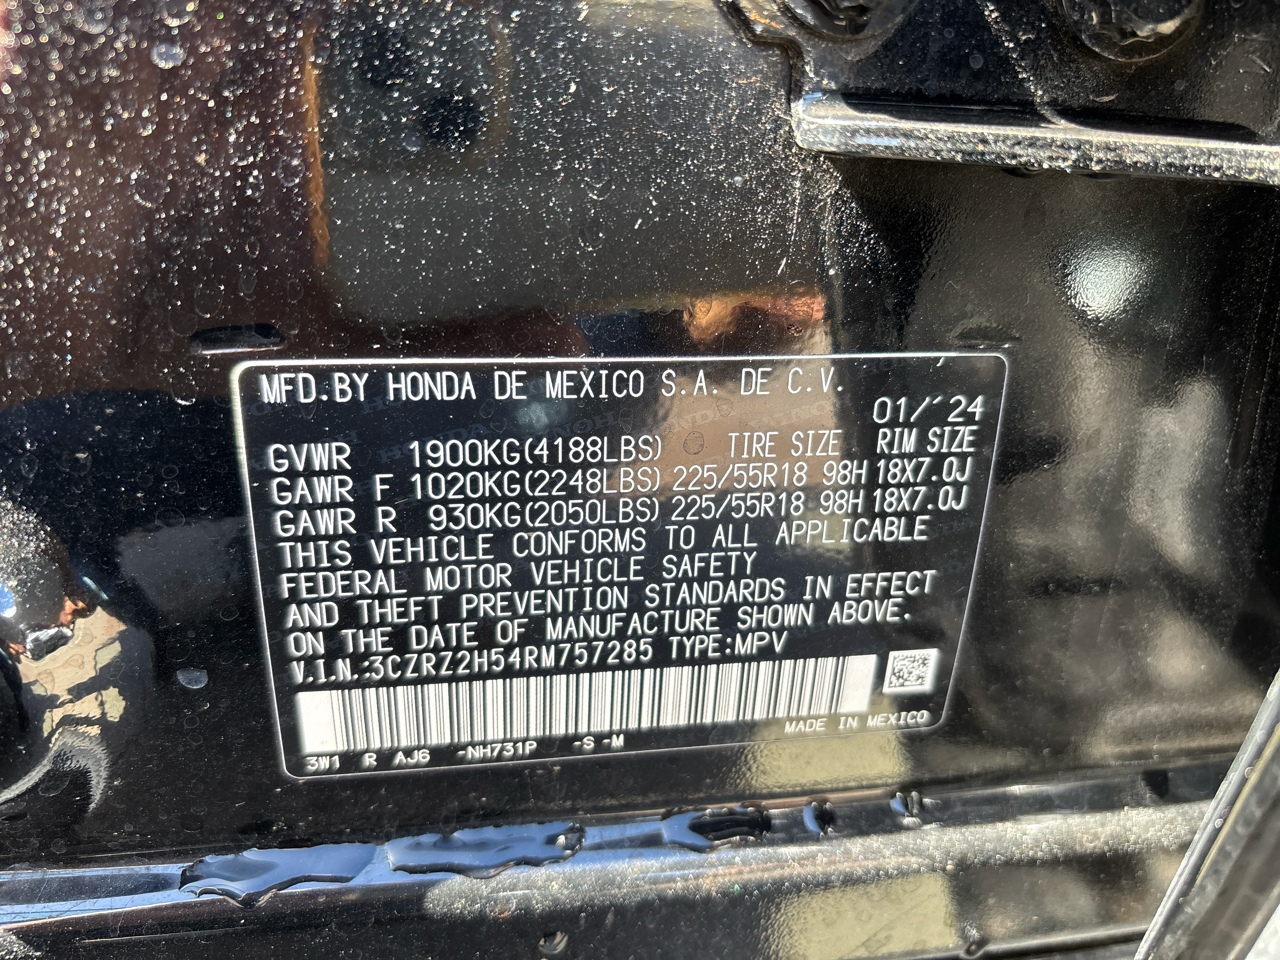 MFD.BY HONDA DE MEXICO S.A. DE C.V.
01/´24
GVWR 1900KG(4188LBS) TIRE SIZE RIM SIZE
GAWR F 1020KG(2248LBS) 225/55R18 98H 18X7.0J
GAWR R 930KG(2050LBS) 225/55R18 98H 18X7.0J
THIS VEHICLE CONFORMS TO ALL APPLICABLE
FEDERAL MOTOR VEHICLE SAFETY
AND THEFT PREVENTION STANDARDS IN EFFECT
ON THE DATE OF MANUFACTURE SHOWN ABOVE.
V.I.N.:3CZRZ2H54RM757285 TYPE:MPV
MADE IN MEXICO
3W1 R AJ6 -NH731P -S -M